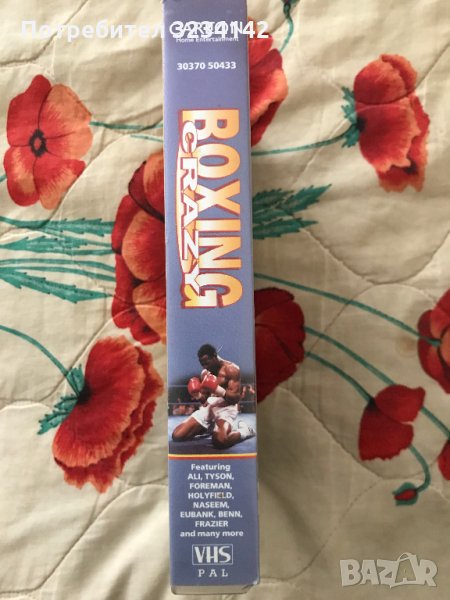 Потребител 3234142
Home Entertainment
30370 50433
BOXING
CRAZY
Featuring
ALI, TYSON,
FOREMAN,
HOLYFIELD,
NASEEM,
EUBANK, BENN,
FRAZIER
and many more
VHS
PAL
BAZAR